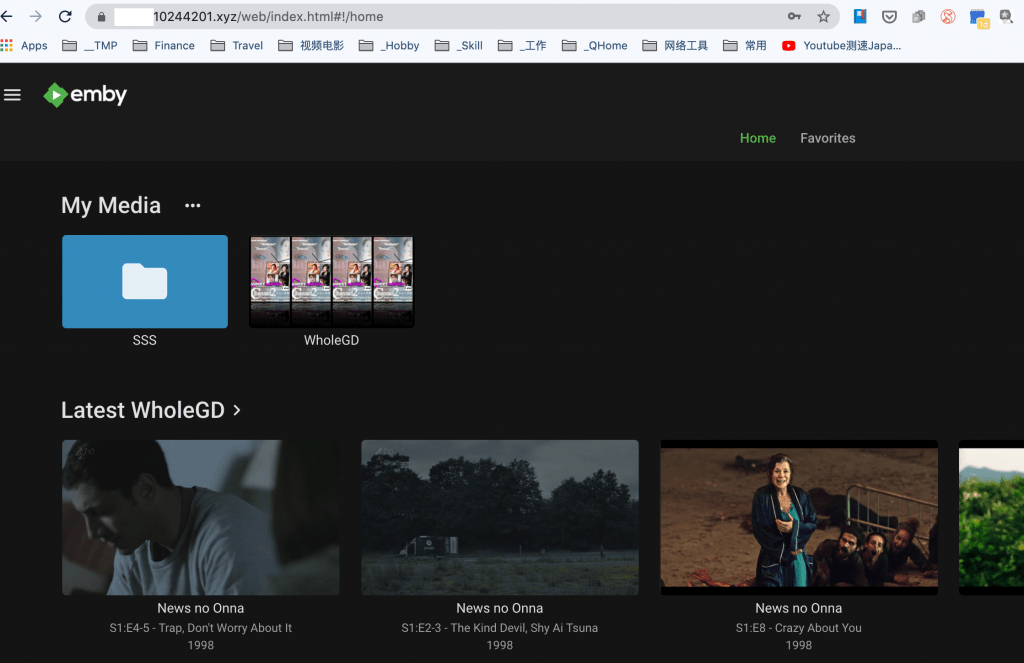 10244201.xyz/web/index.html#!/home
Apps __TMP Finance Travel 视频电影 _Hobby _Skill _工作 _QHome 网络工具 常用 Youtube测速Japa...
1d
emby
Home Favorites
My Media
SSS WholeGD
Latest WholeGD
News no Onna News no Onna News no Onna
S1:E4-5 - Trap, Don't Worry About It S1:E2-3 - The Kind Devil, Shy Ai Tsuna S1:E8 - Crazy About You
1998 1998 1998